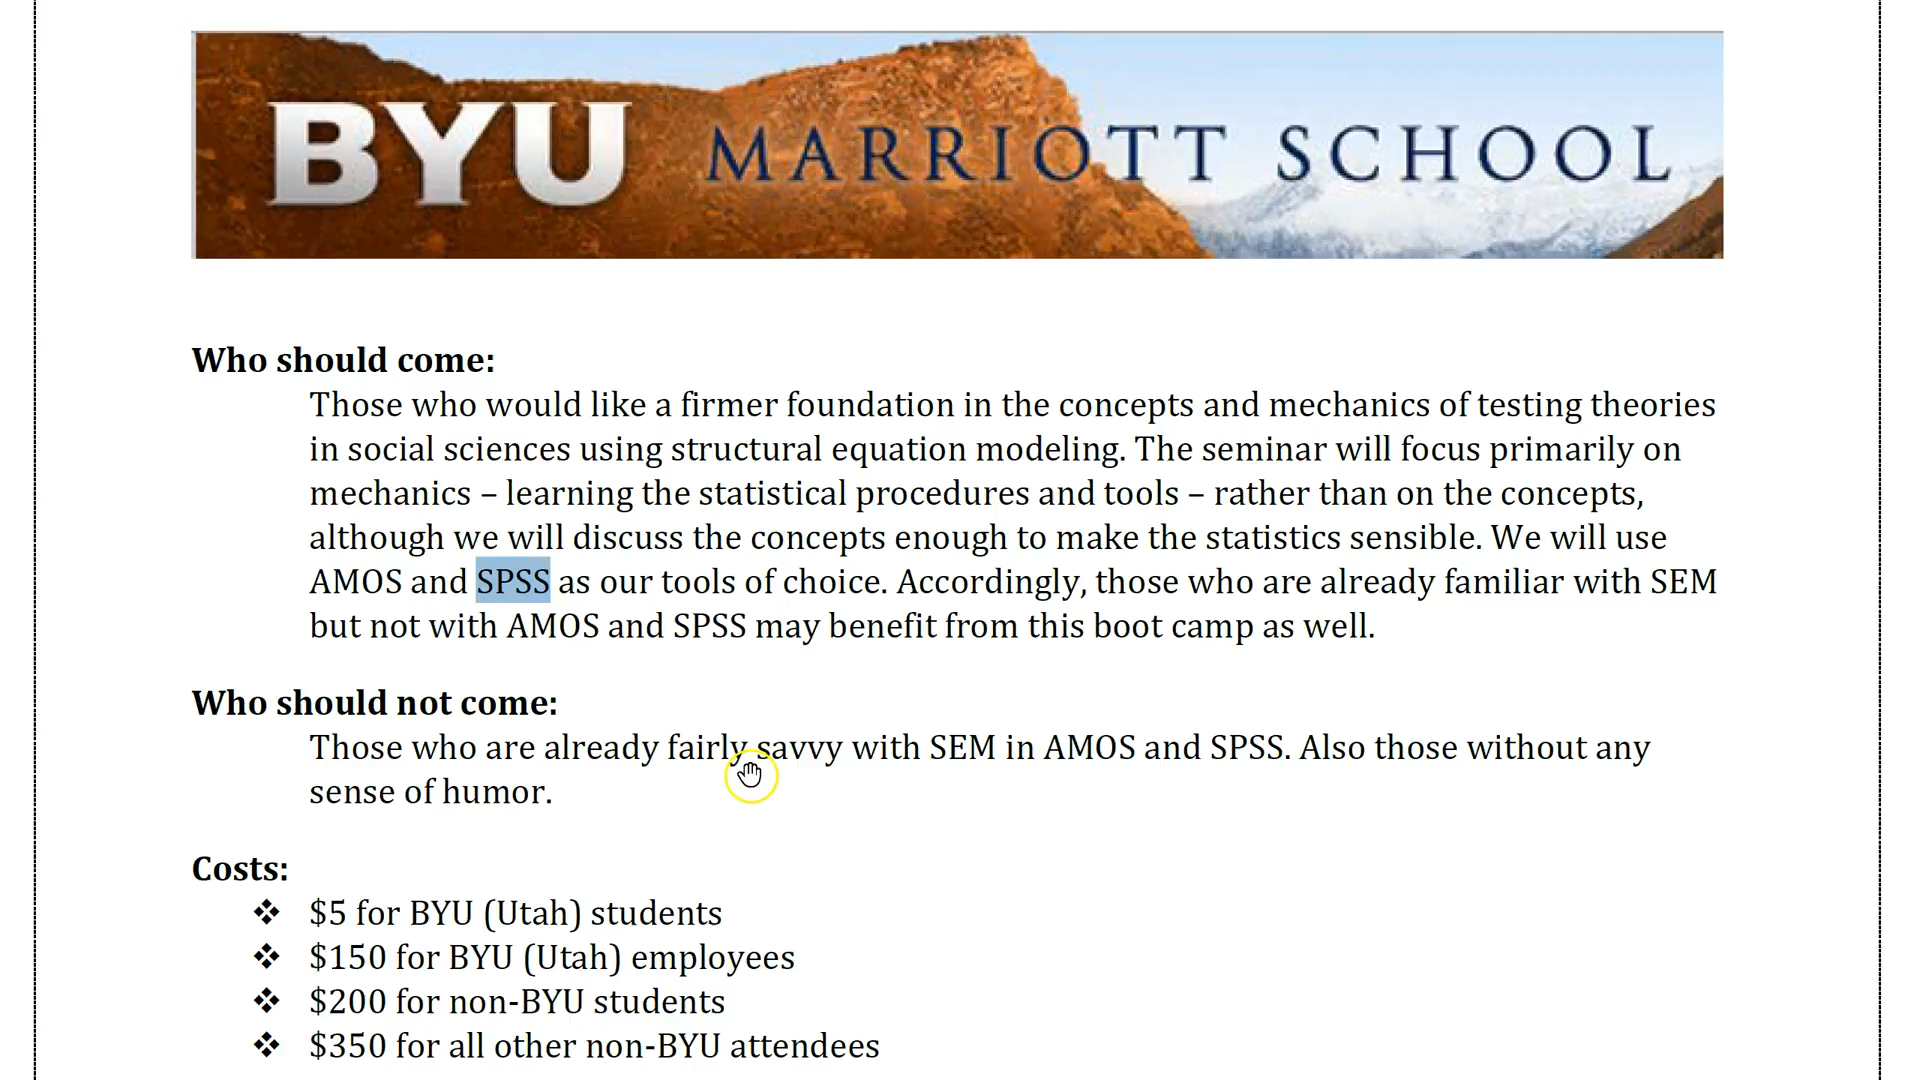 BYU MARRIOTT SCHOOL
Who should come:
Those who would like a firmer foundation in the concepts and mechanics of testing theories
in social sciences using structural equation modeling. The seminar will focus primarily on
mechanics – learning the statistical procedures and tools – rather than on the concepts,
although we will discuss the concepts enough to make the statistics sensible. We will use
AMOS and SPSS as our tools of choice. Accordingly, those who are already familiar with SEM
but not with AMOS and SPSS may benefit from this boot camp as well.
Who should not come:
Those who are already fairly savvy with SEM in AMOS and SPSS. Also those without any
sense of humor.
Costs:
❖ $5 for BYU (Utah) students
❖ $150 for BYU (Utah) employees
❖ $200 for non-BYU students
❖ $350 for all other non-BYU attendees